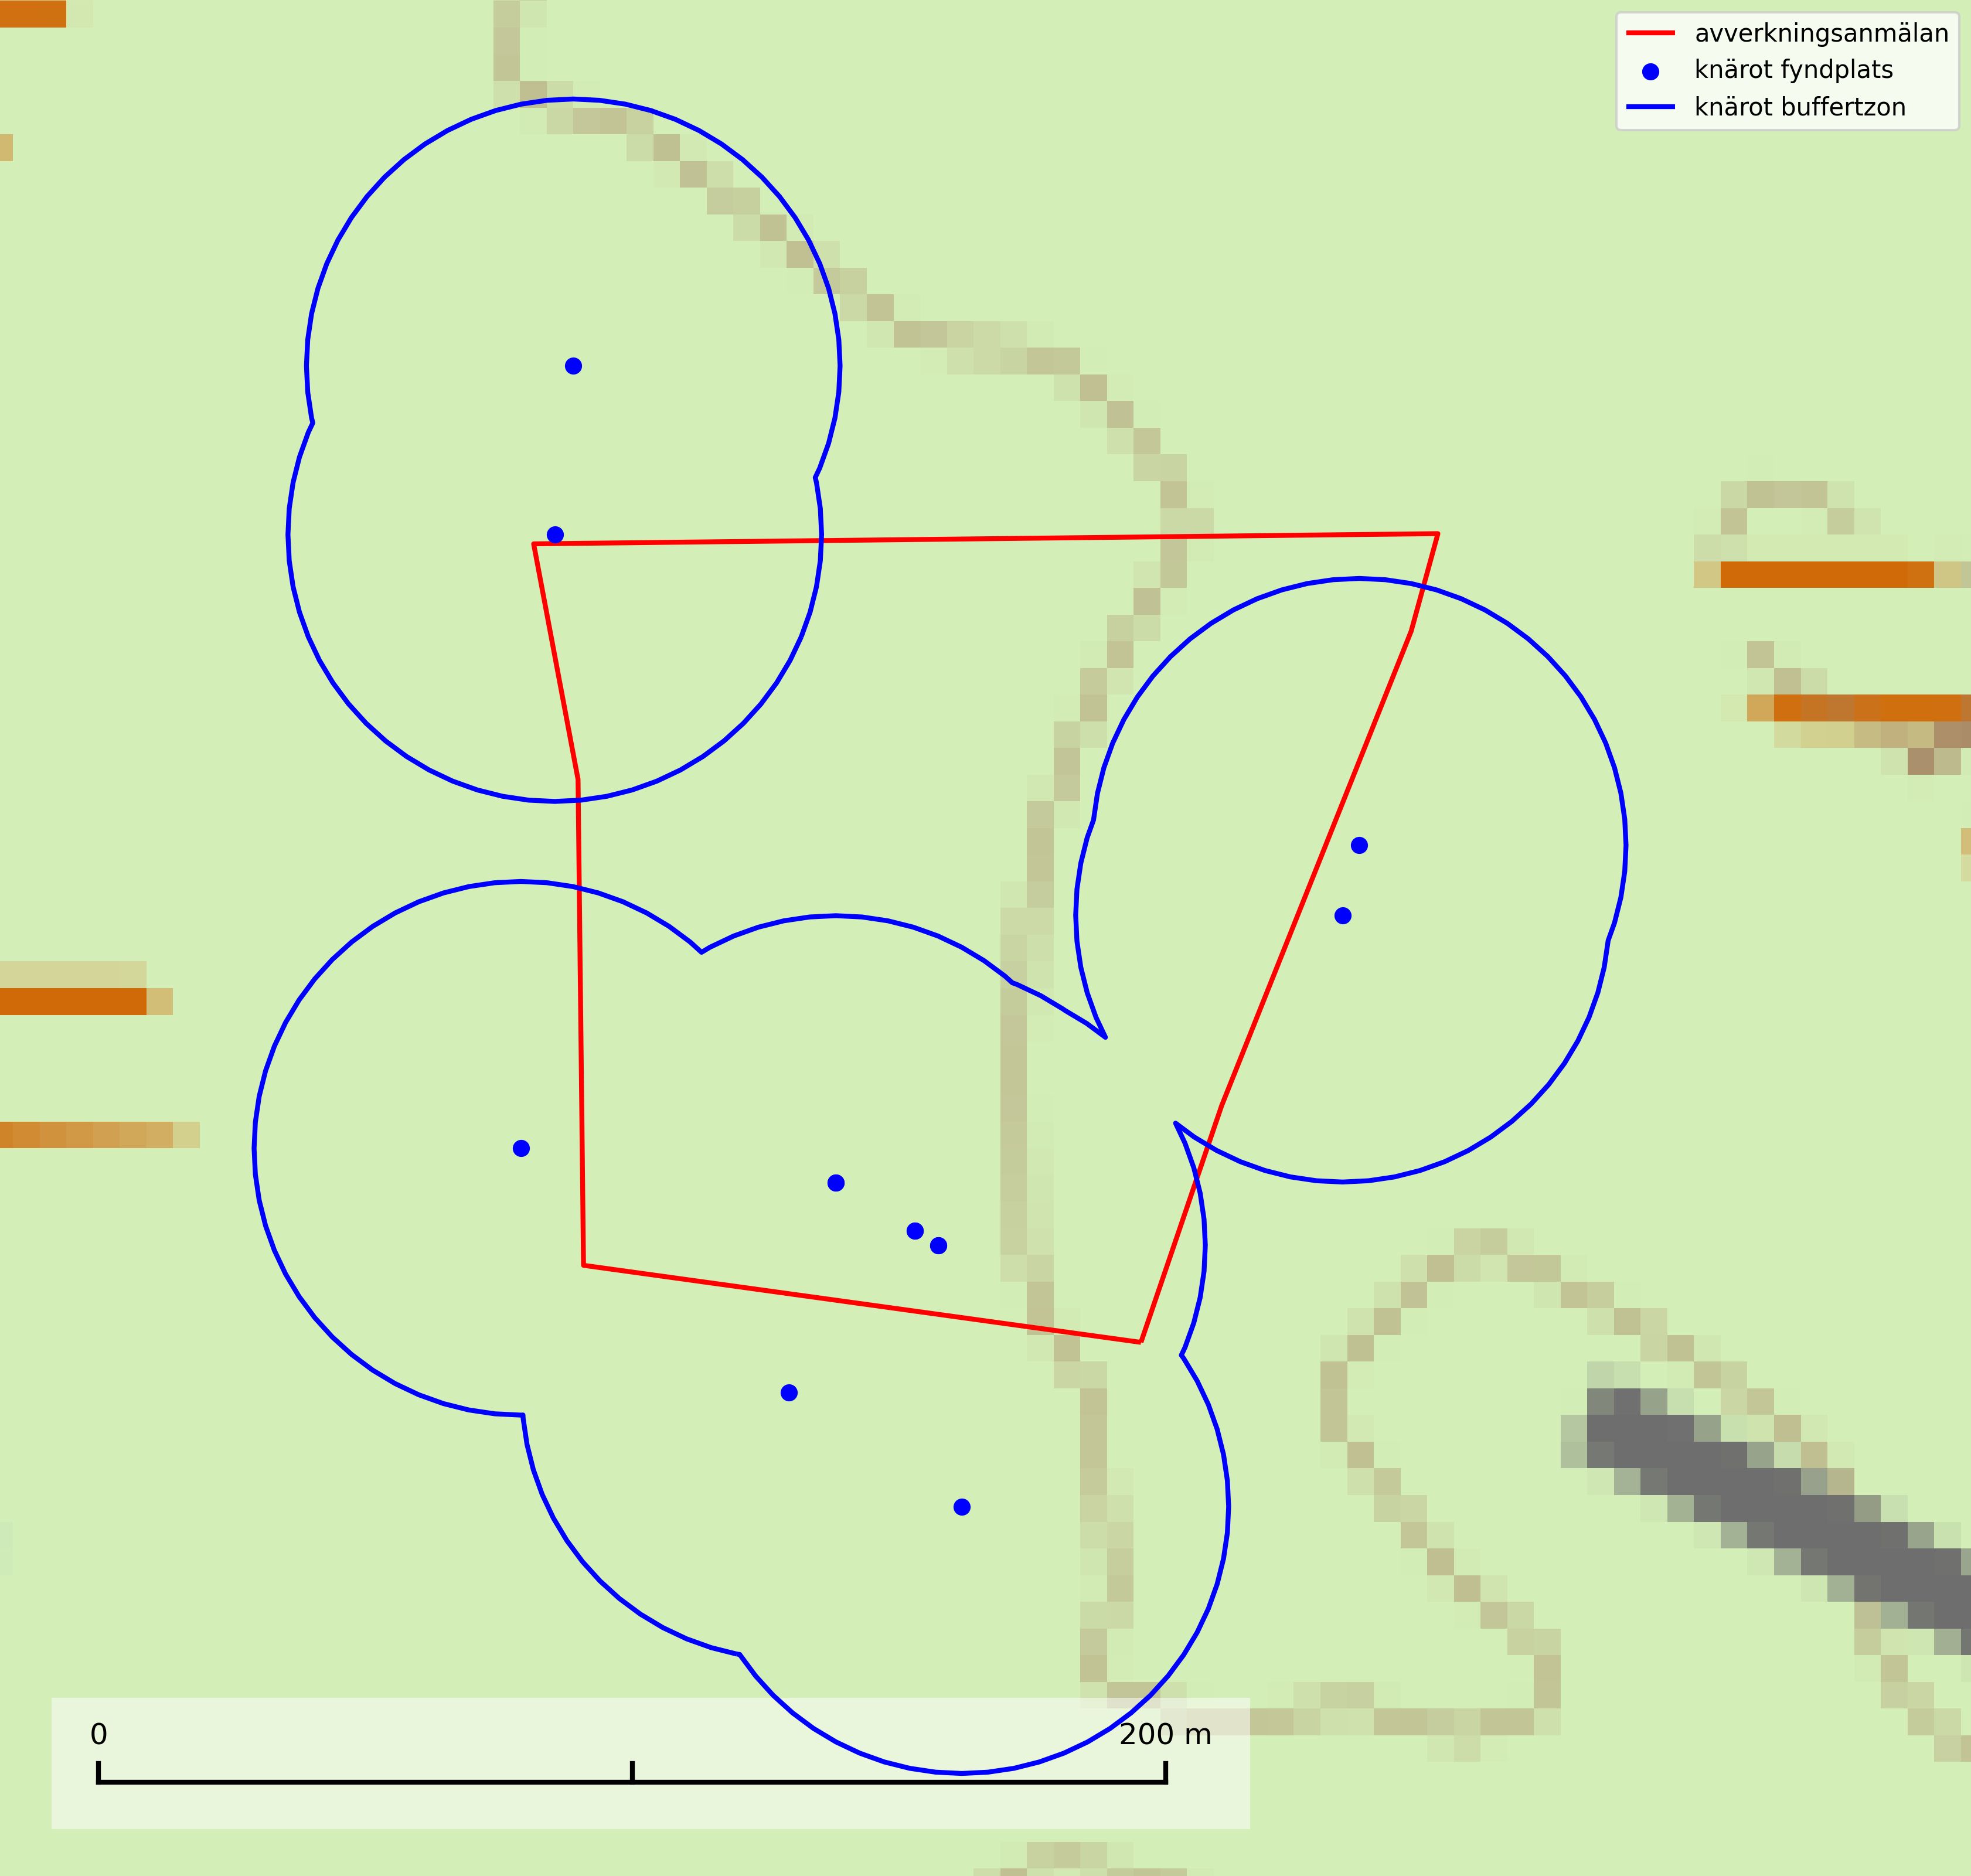 avverkningsanmälan
knärot fyndplats
knärot buffertzon
0 200 m